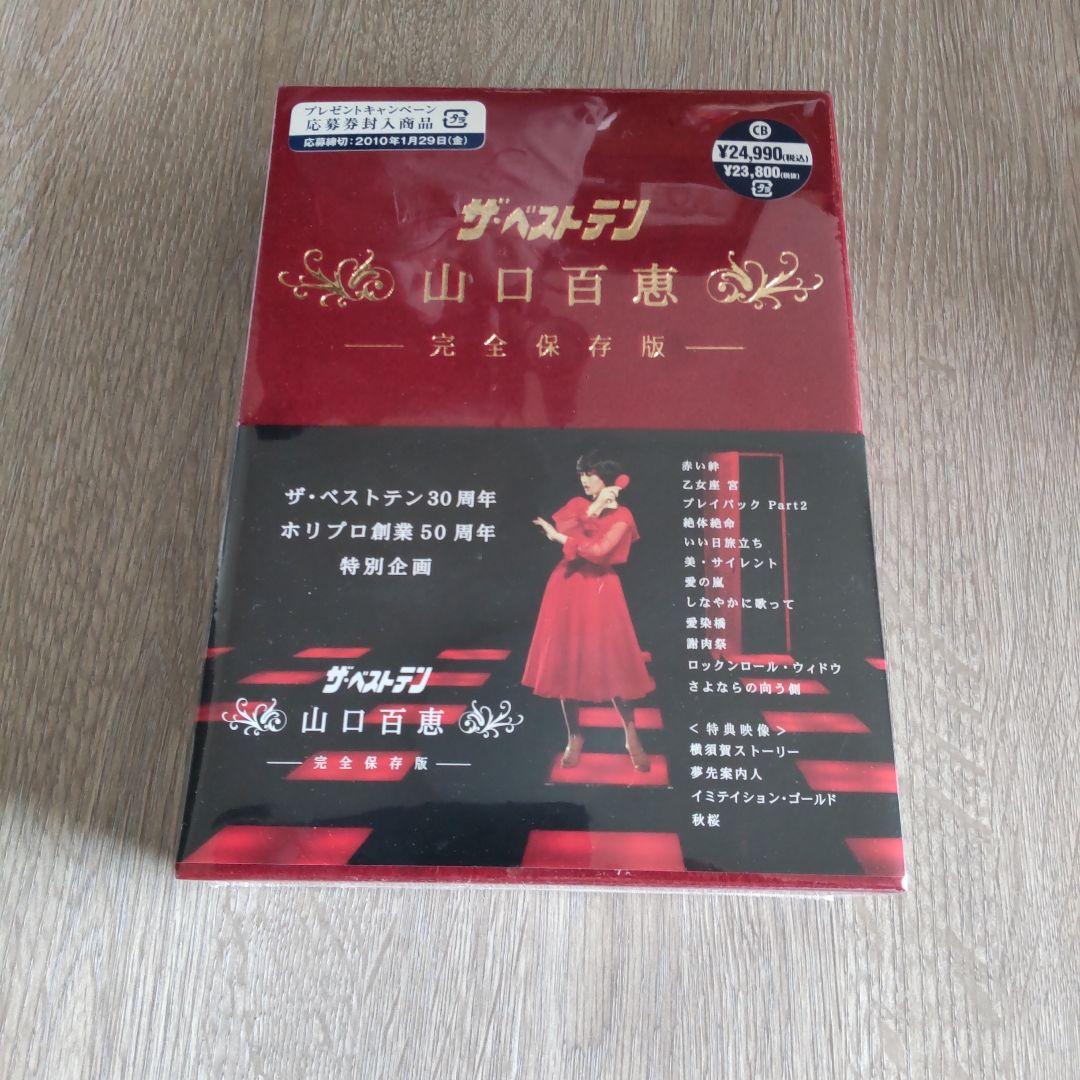 プレゼントキャンペーン
応募券封入商品
応募締切：2010年1月29日(金)
CB
¥24,990(税込)
¥23,800(税抜)
ザ・ベストテン
山口百恵
完全保存版
ザ・ベストテン30周年
ホリプロ創業50周年
特別企画
ザ・ベストテン
山口百恵
完全保存版
赤い絆
乙女座 宮
プレイバック Part2
絶体絶命
いい日旅立ち
美・サイレント
愛の嵐
しなやかに歌って
愛染橋
謝肉祭
ロックンロール・ウィドウ
さよならの向う側
＜特典映像＞
横須賀ストーリー
夢先案内人
イミテイション・ゴールド
秋桜